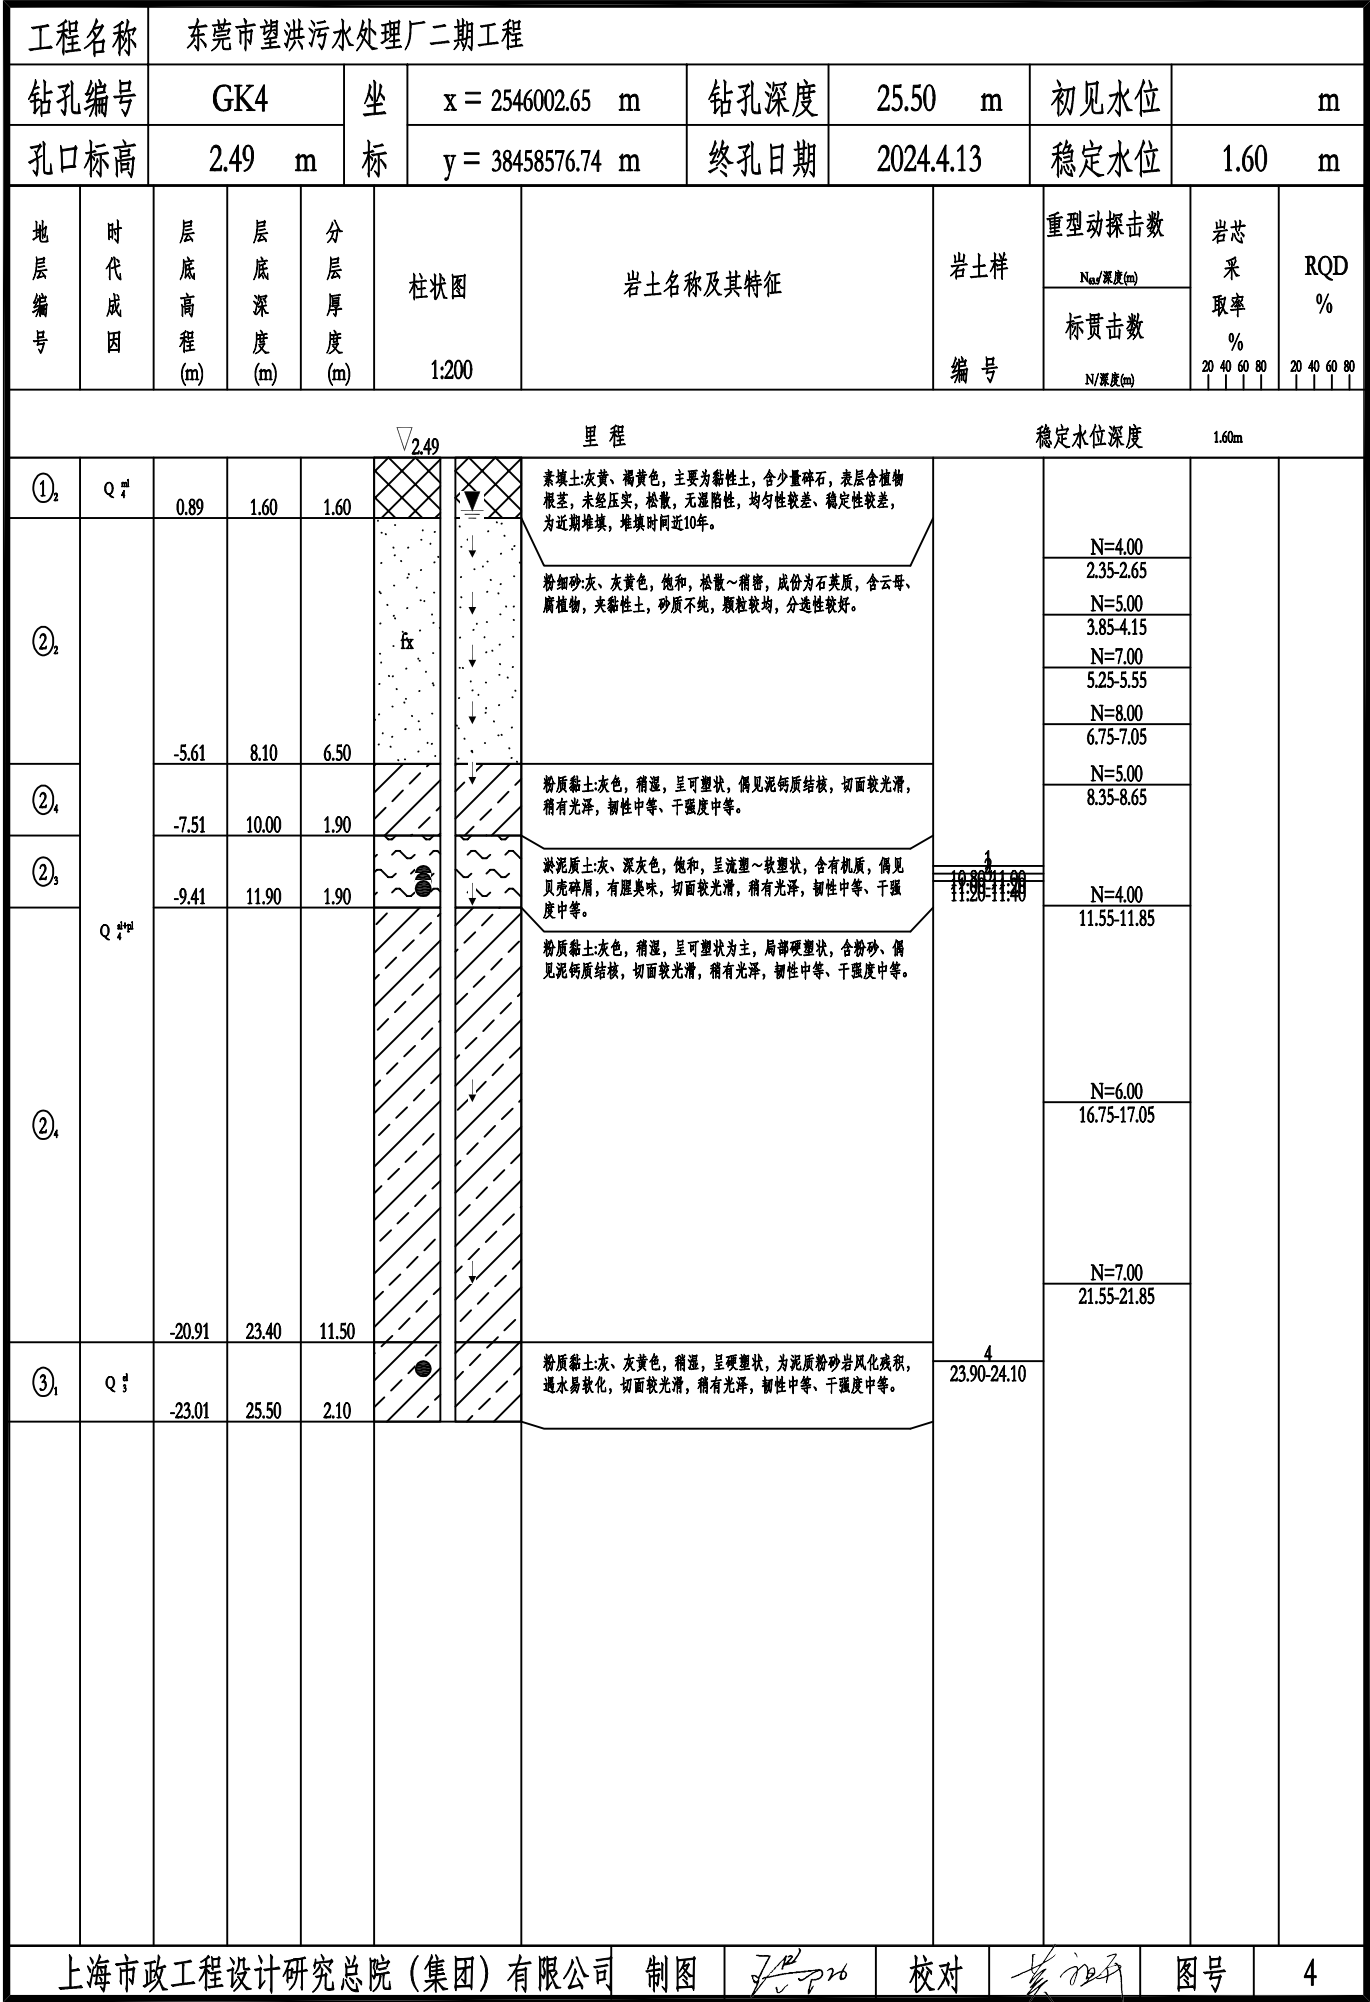 工程名称 东莞市望洪污水处理厂二期工程
钻孔编号 GK4 坐 x = 2546002.65 m 钻孔深度 25.50 m 初见水位 m
孔口标高 2.49 m 标 y = 38458576.74 m 终孔日期 2024.4.13 稳定水位 1.60 m
地层编号 时代成因 层底高程(m) 层底深度(m) 分层厚度(m) 柱状图 1:200 岩土名称及其特征 岩土样 编号
重型动探击数
N63.5/深度(m)
标贯击数
N/深度(m)
岩芯采取率 %
20 40 60 80
RQD
%
20 40 60 80
2.49 里程 稳定水位深度 1.60m
①2 Q4ml 0.89 1.60 1.60
素填土:灰黄、褐黄色，主要为黏性土，含少量碎石，表层含植物
根茎，未经压实，松散，无湿陷性，均匀性较差、稳定性较差，
为近期堆填，堆填时间近10年。
②2 -5.61 8.10 6.50
fx
粉细砂:灰、灰黄色，饱和，松散～稍密，成份为石英质，含云母、
腐植物，夹黏性土，砂质不纯，颗粒较均，分选性较好。
N=4.00
2.35-2.65
N=5.00
3.85-4.15
N=7.00
5.25-5.55
N=8.00
6.75-7.05
②4 -7.51 10.00 1.90
粉质黏土:灰色，稍湿，呈可塑状，偶见泥钙质结核，切面较光滑，
稍有光泽，韧性中等、干强度中等。
N=5.00
8.35-8.65
②3 -9.41 11.90 1.90
淤泥质土:灰、深灰色，饱和，呈流塑～软塑状，含有机质，偶见
贝壳碎屑，有腥臭味，切面较光滑，稍有光泽，韧性中等、干强
度中等。
11.20-11.40
N=4.00
11.55-11.85
Q4al+pl
②4 -20.91 23.40 11.50
粉质黏土:灰色，稍湿，呈可塑状为主，局部硬塑状，含粉砂、偶
见泥钙质结核，切面较光滑，稍有光泽，韧性中等、干强度中等。
N=6.00
16.75-17.05
N=7.00
21.55-21.85
③1 Q3el -23.01 25.50 2.10
粉质黏土:灰、灰黄色，稍湿，呈硬塑状，为泥质粉砂岩风化残积，
遇水易软化，切面较光滑，稍有光泽，韧性中等、干强度中等。
4
23.90-24.10
上海市政工程设计研究总院（集团）有限公司 制图 校对 图号 4